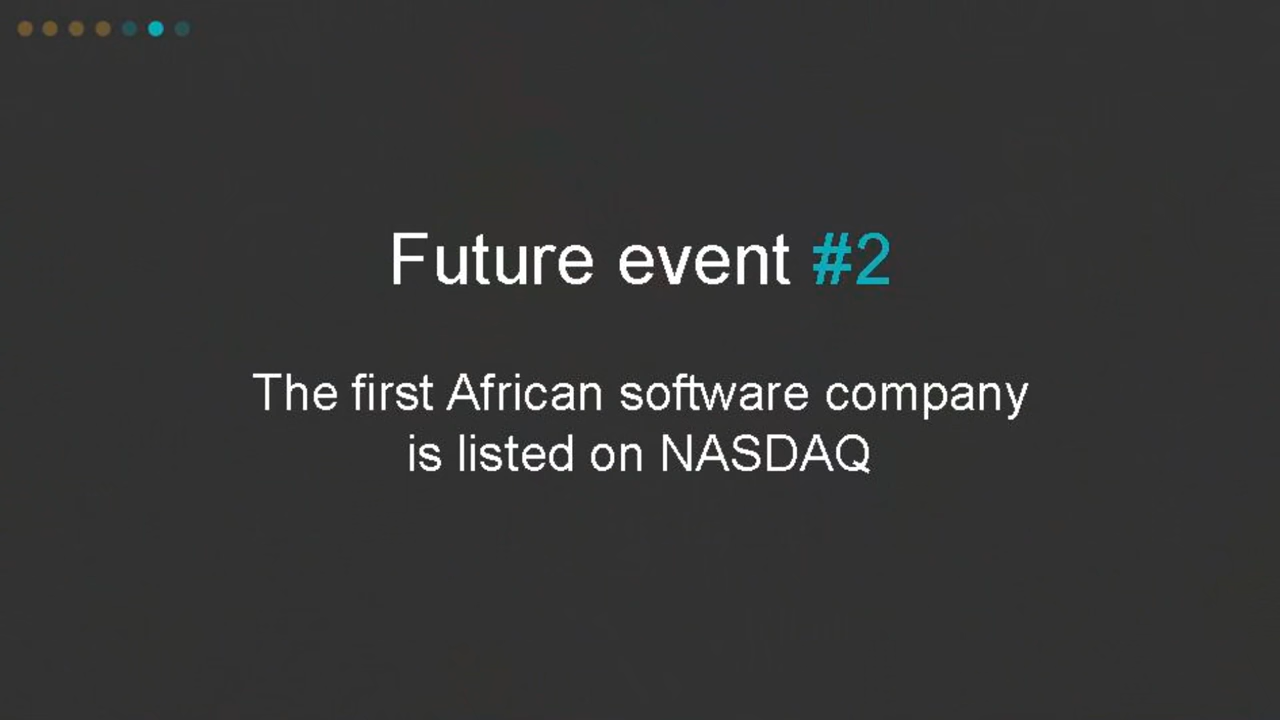 Future event #2
The first African software company
is listed on NASDAQ